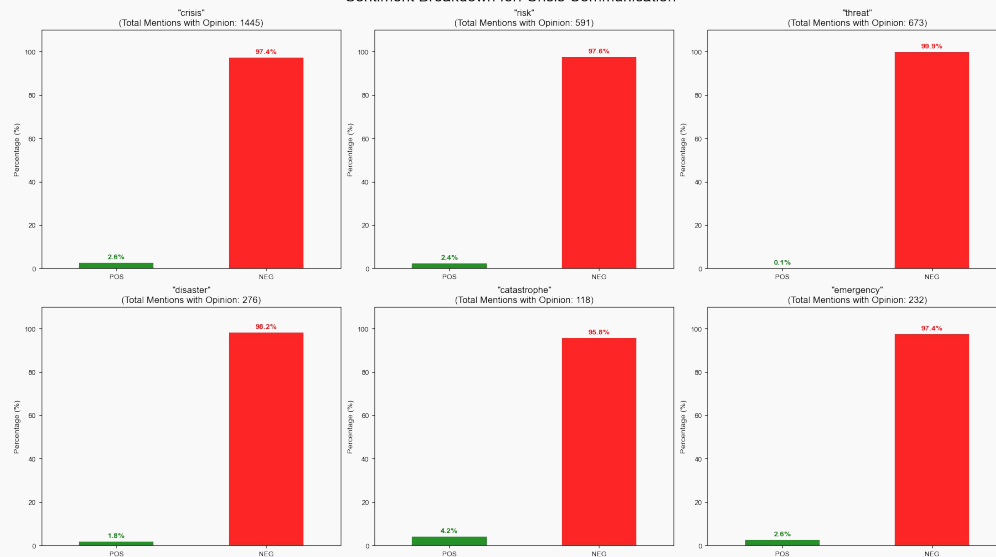 Sentiment Breakdown for: Crisis Communication
"crisis"
(Total Mentions with Opinion: 1445)
Percentage (%)
100
80
60
40
20
0
97.4%
2.6%
POS NEG
"risk"
(Total Mentions with Opinion: 591)
Percentage (%)
100
80
60
40
20
0
97.6%
2.4%
POS NEG
"threat"
(Total Mentions with Opinion: 673)
Percentage (%)
100
80
60
40
20
0
99.9%
0.1%
POS NEG
"disaster"
(Total Mentions with Opinion: 276)
Percentage (%)
100
80
60
40
20
0
98.2%
1.8%
POS NEG
"catastrophe"
(Total Mentions with Opinion: 118)
Percentage (%)
100
80
60
40
20
0
95.8%
4.2%
POS NEG
"emergency"
(Total Mentions with Opinion: 232)
Percentage (%)
100
80
60
40
20
0
97.4%
2.6%
POS NEG